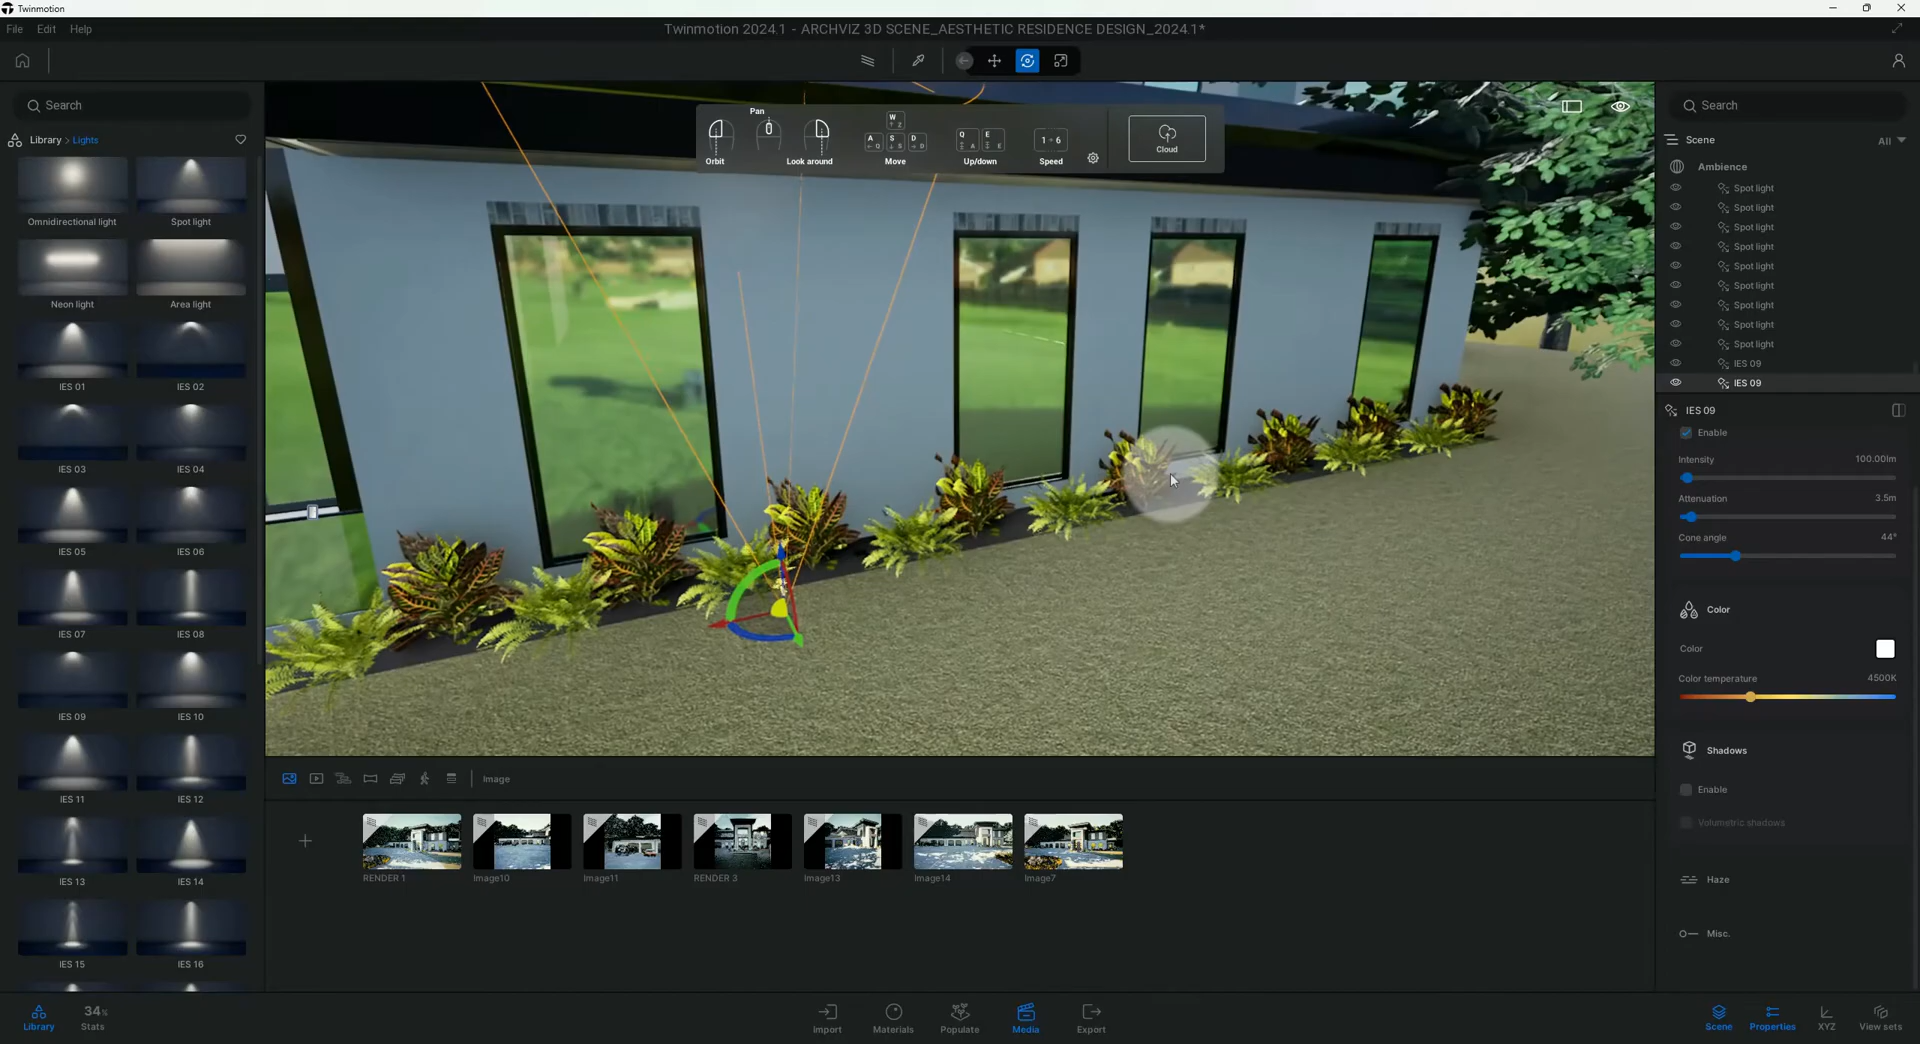 Twinmotion
File Edit Help
Twinmotion 2024.1 - ARCHVIZ 3D SCENE_AESTHETIC RESIDENCE DESIGN_2024.1*
Search
Library > Lights
Omnidirectional light Spot light
Neon light Area light
IES 01 IES 02
IES 03 IES 04
IES 05 IES 06
IES 07 IES 08
IES 09 IES 10
IES 11 IES 12
IES 13 IES 14
IES 15 IES 16
Pan
Orbit Look around
W
A S D
Move
Q E
Up/down
1 6
Speed
Cloud
Search
Scene All
Ambience
Spot light
Spot light
Spot light
Spot light
Spot light
Spot light
Spot light
Spot light
Spot light
IES 09
IES 09
IES 09
Enable
Intensity 100.00lm
Attenuation 3.5m
Cone angle 44°
Color
Color
Color temperature 4500K
Shadows
Enable
Volumetric shadows
Haze
Misc.
Image
RENDER 1 Image10 Image11 RENDER 3 Image13 Image14 Image7
Library 34% Stats
Import Materials Populate Media Export
Scene Properties XYZ View sets